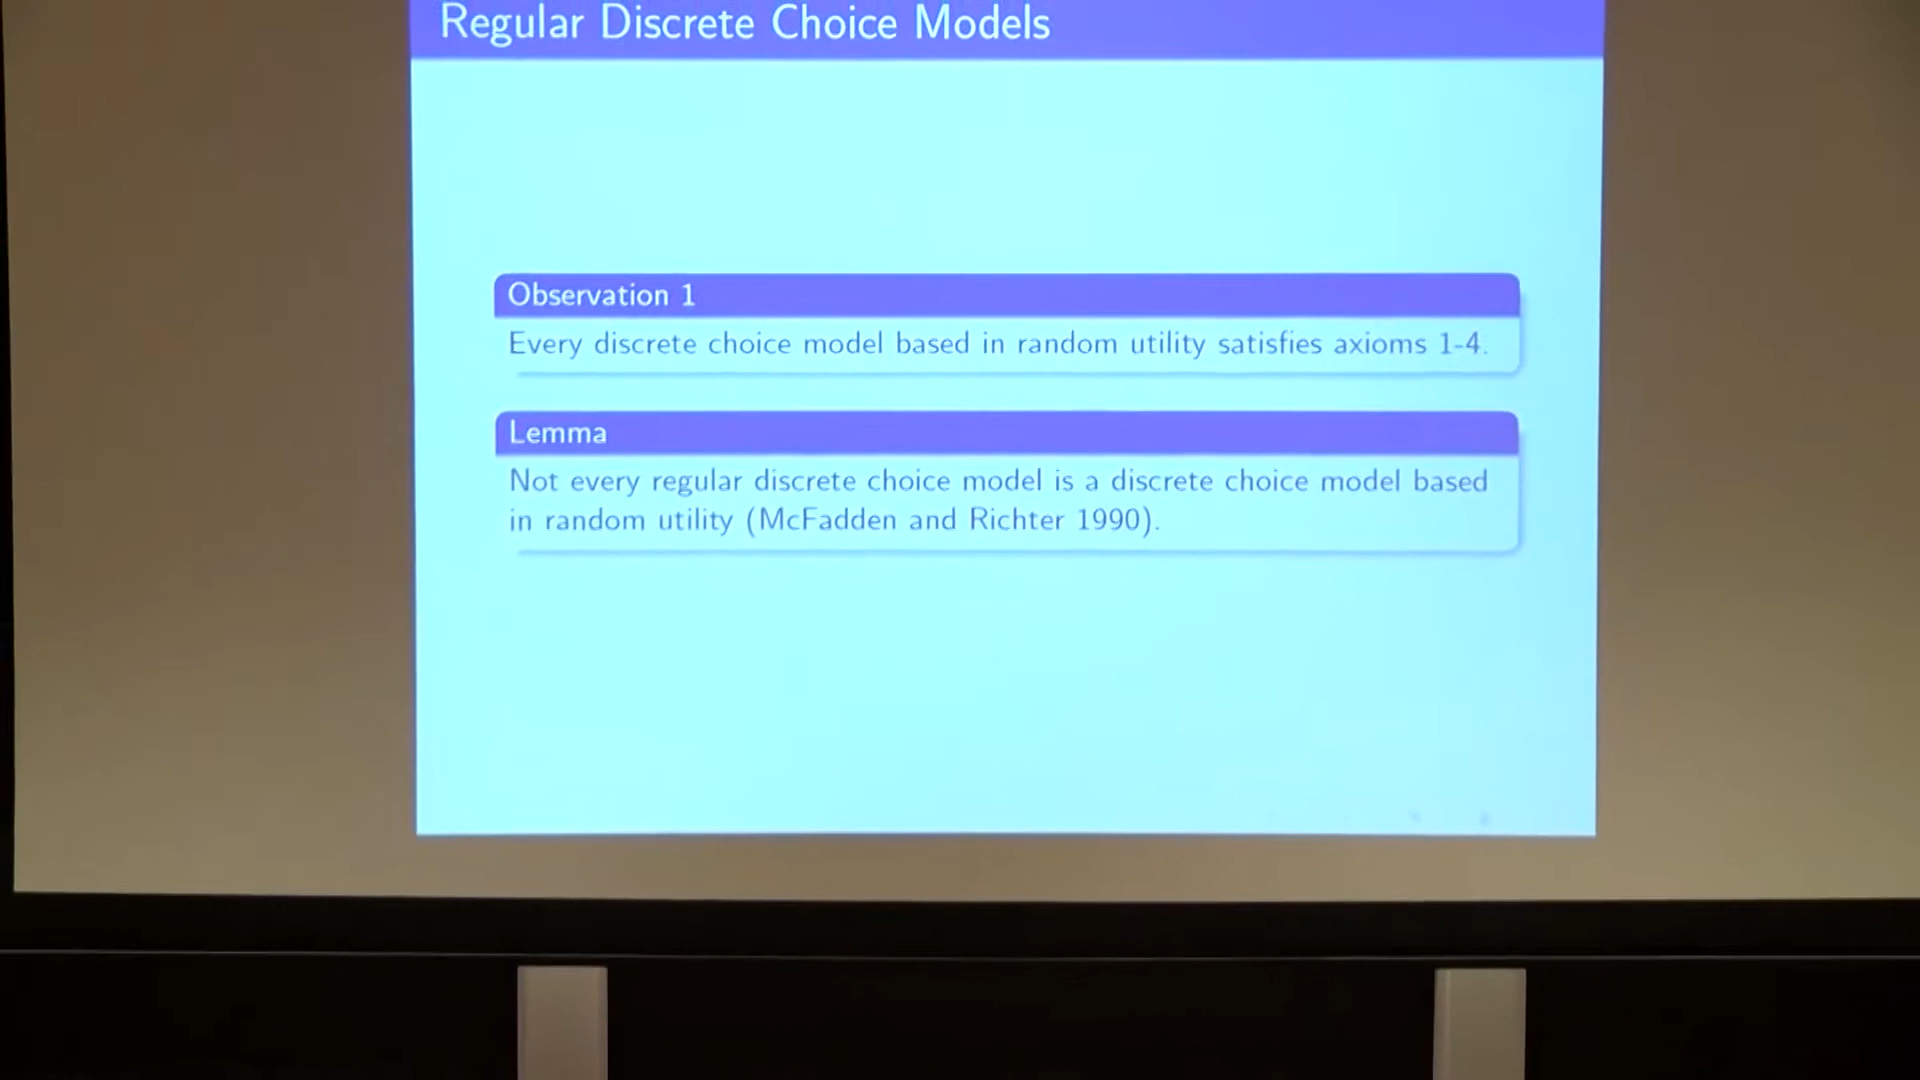 Regular Discrete Choice Models
Observation 1
Every discrete choice model based in random utility satisfies axioms 1-4.
Lemma
Not every regular discrete choice model is a discrete choice model based
in random utility (McFadden and Richter 1990).